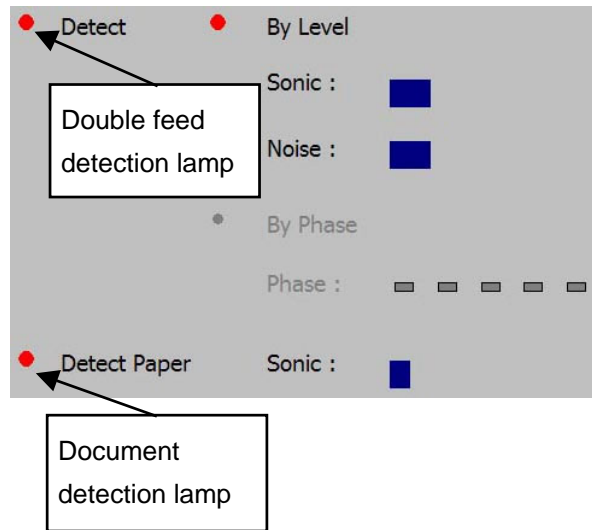 Detect By Level
Sonic :
Double feed
detection lamp
Noise :
By Phase
Phase :
Detect Paper Sonic :
Document
detection lamp